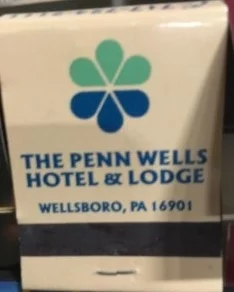 THE PENN WELLS
HOTEL & LODGE
WELLSBORO, PA 16901